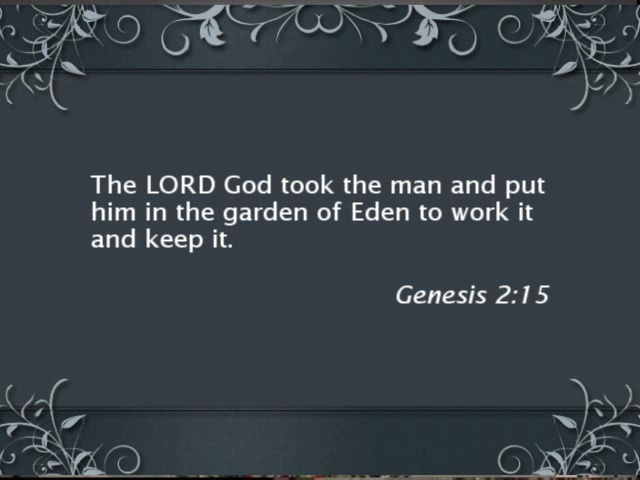 The LORD God took the man and put
him in the garden of Eden to work it
and keep it.
Genesis 2:15